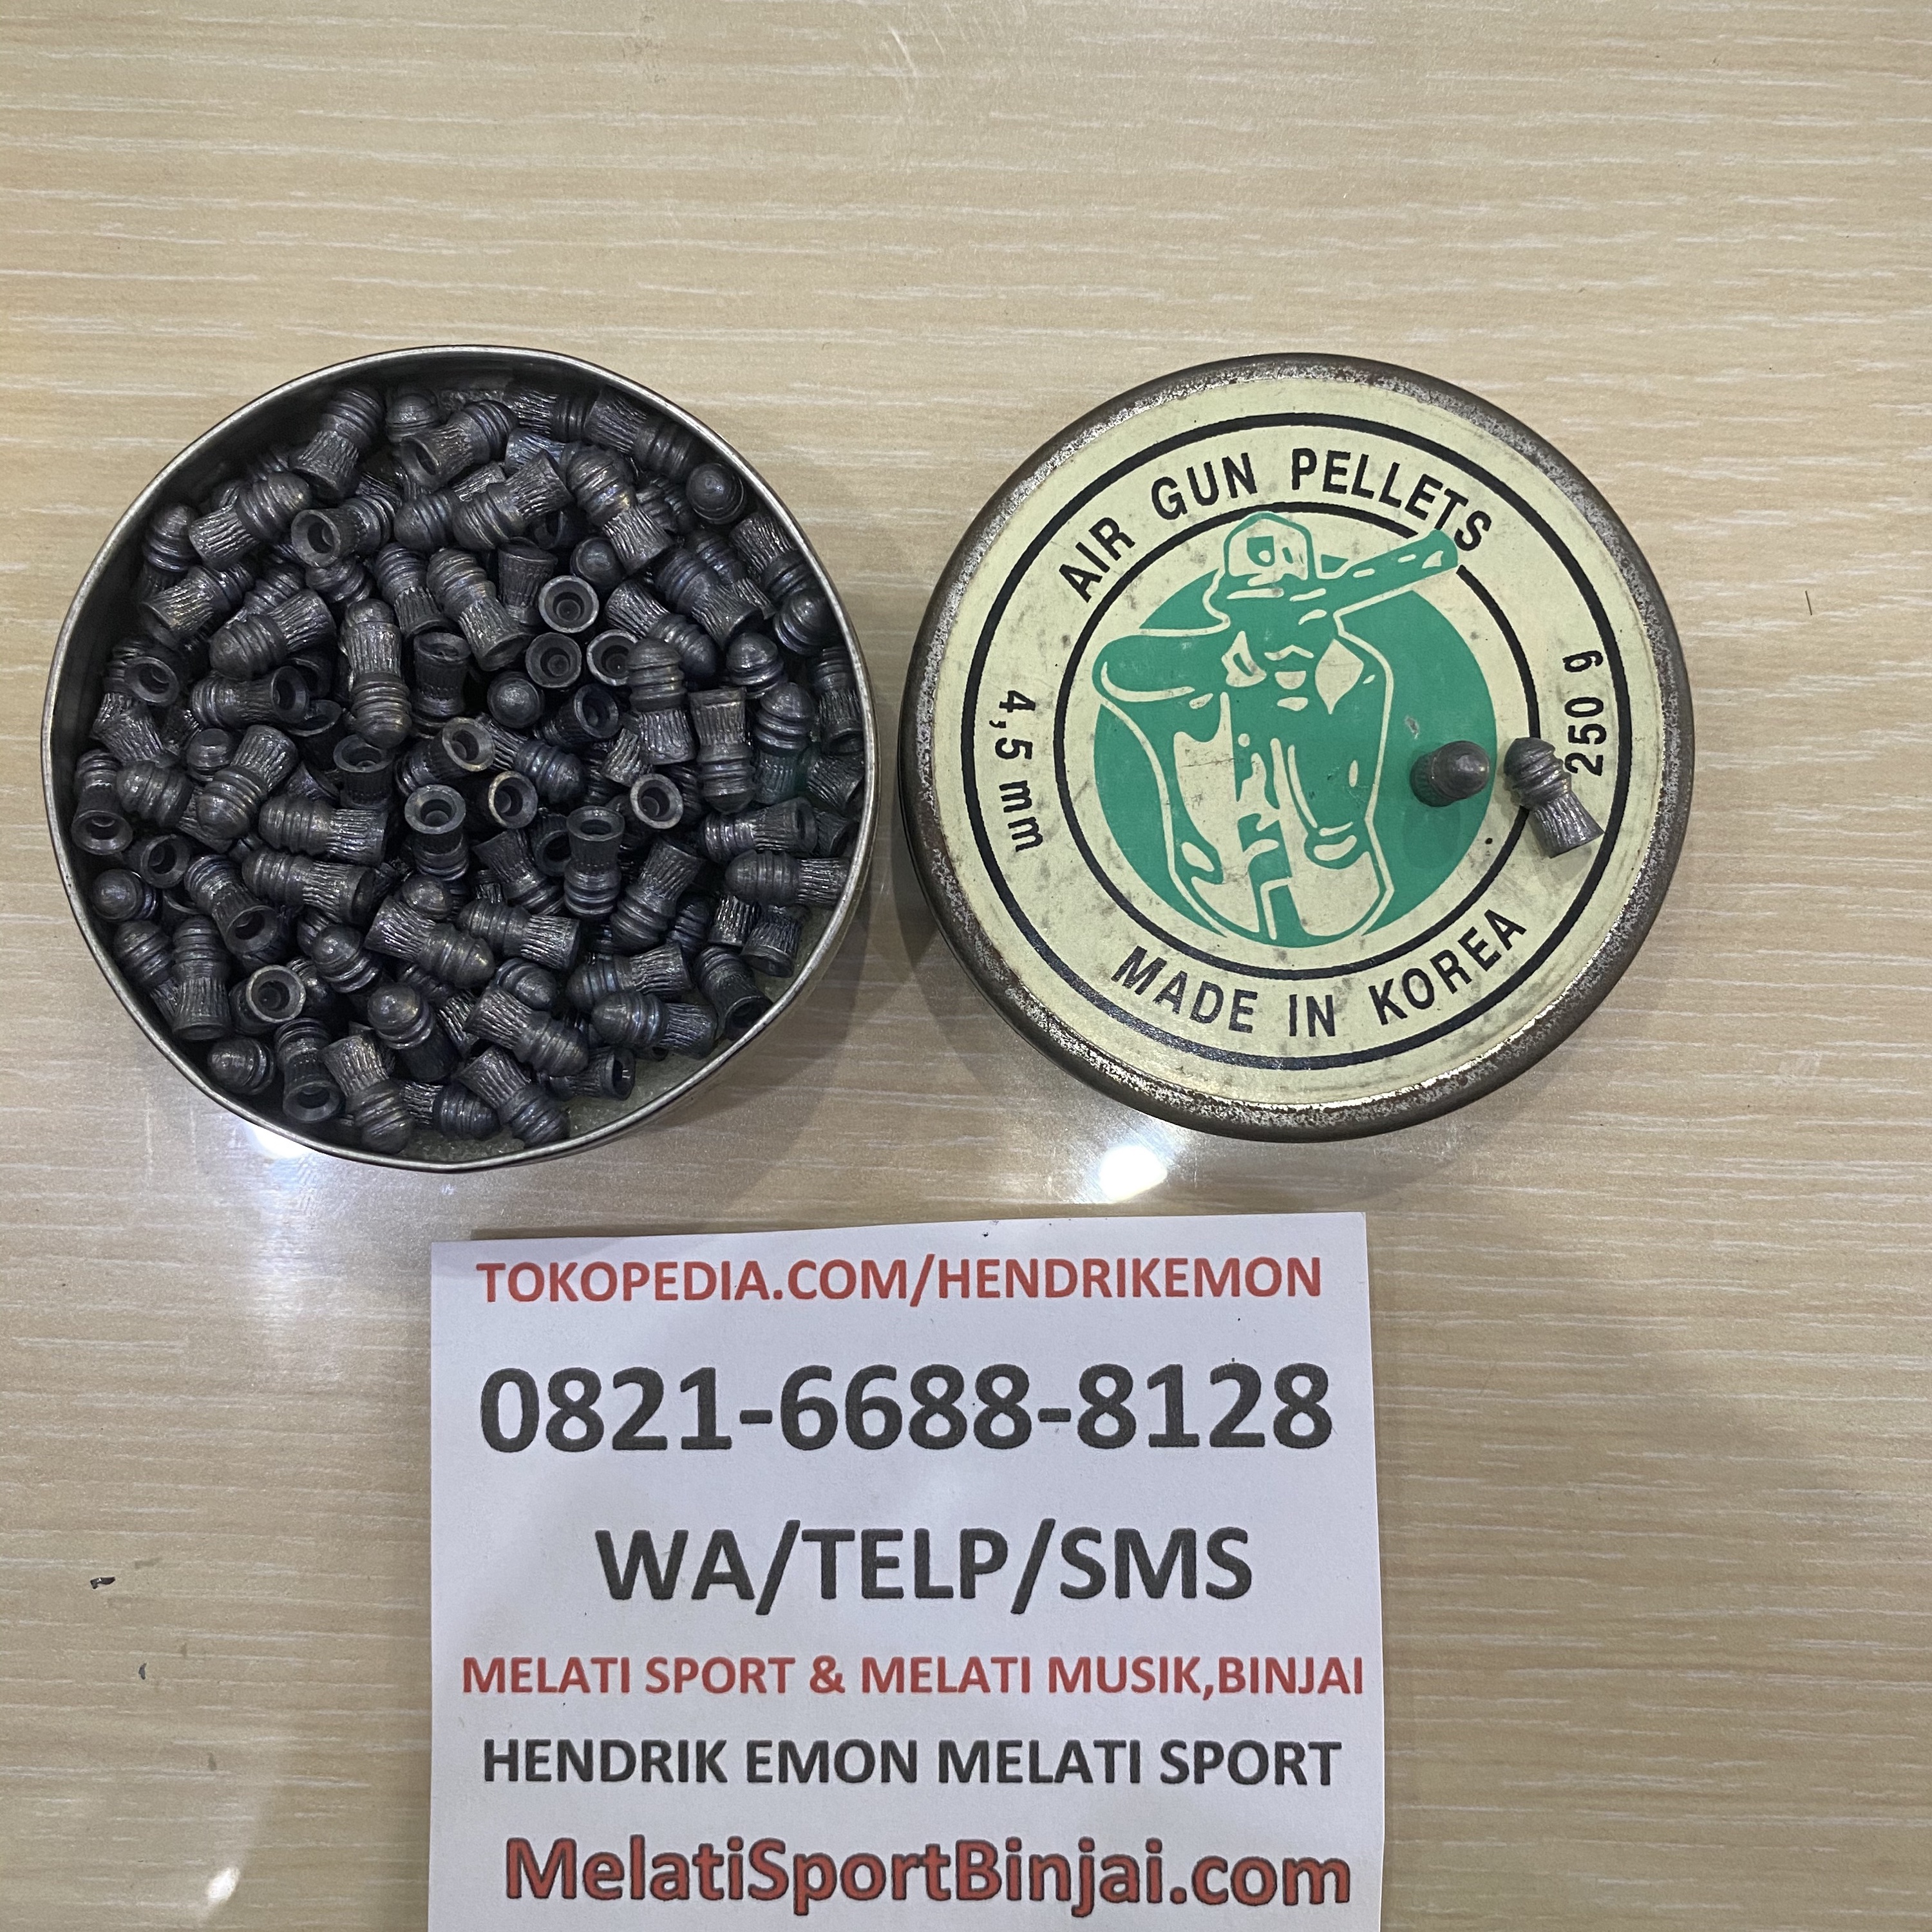 AIR GUN PELLETS
4,5 mm
250 g
MADE IN KOREA
TOKOPEDIA.COM/HENDRIKEMON
0821-6688-8128
WA/TELP/SMS
MELATI SPORT & MELATI MUSIK,BINJAI
HENDRIK EMON MELATI SPORT
MelatiSportBinjai.com